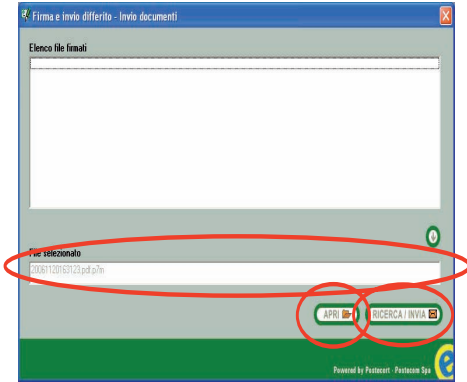 Firma e invio differito - Invio documenti
Elenco file firmati
File selezionato
20061120163123.pdf.p7m
APRI
RICERCA / INVIA
Powered by Postecert - Postecom Spa